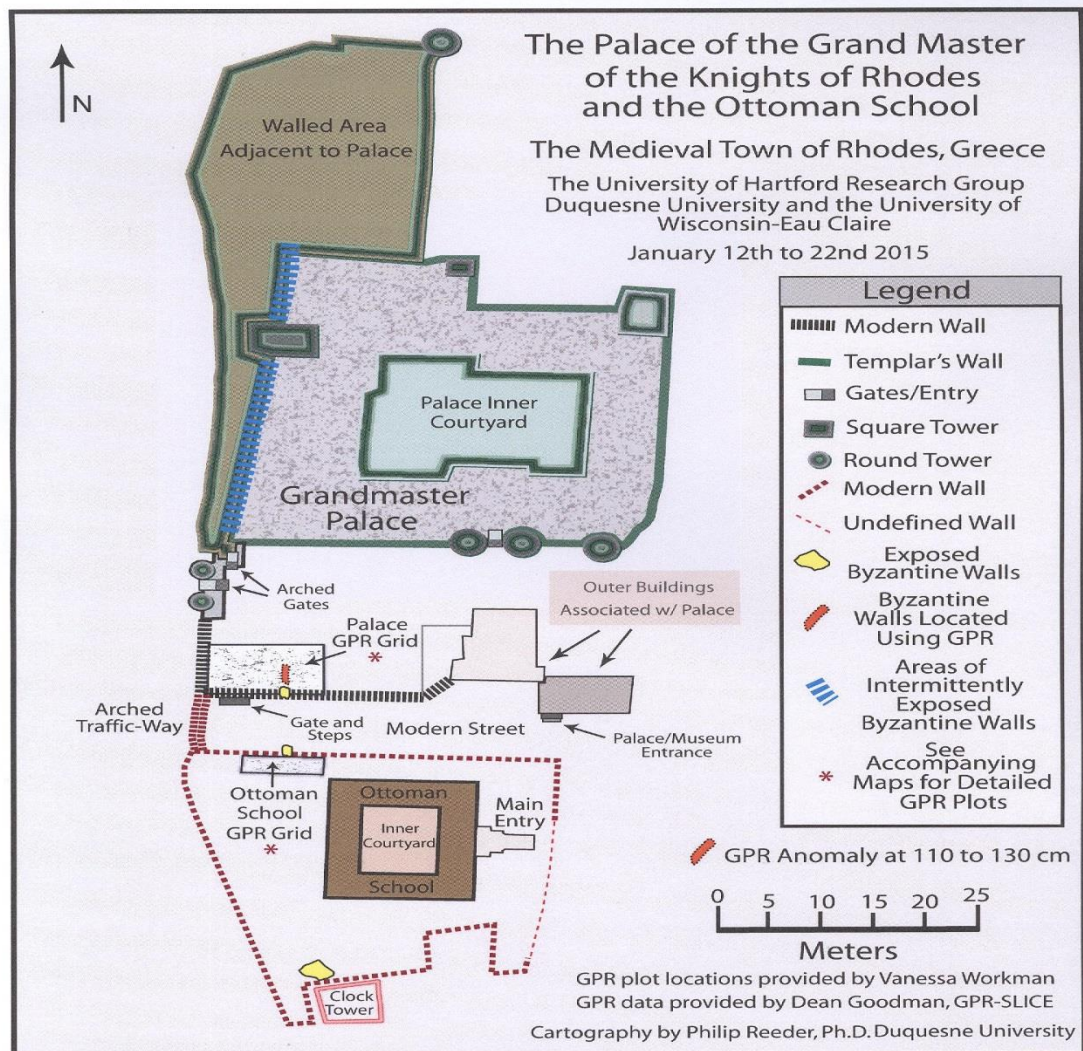 The Palace of the Grand Master
of the Knights of Rhodes
and the Ottoman School
The Medieval Town of Rhodes, Greece
The University of Hartford Research Group
Duquesne University and the University of
Wisconsin-Eau Claire
January 12th to 22nd 2015
N
Walled Area
Adjacent to Palace
Palace Inner
Courtyard
Grandmaster
Palace
Arched
Gates
Outer Buildings
Associated w/ Palace
Palace
GPR Grid
*
Arched
Traffic-Way
Gate and
Steps
Modern Street
Palace/Museum
Entrance
Ottoman
School
GPR Grid
*
Ottoman
Inner
Courtyard
School
Main
Entry
Clock
Tower
Legend
Modern Wall
Templar's Wall
Gates/Entry
Square Tower
Round Tower
Modern Wall
Undefined Wall
Exposed
Byzantine Walls
Byzantine
Walls Located
Using GPR
Areas of
Intermittently
Exposed
Byzantine Walls
See
Accompanying
* Maps for Detailed
GPR Plots
GPR Anomaly at 110 to 130 cm
0 5 10 15 20 25
Meters
GPR plot locations provided by Vanessa Workman
GPR data provided by Dean Goodman, GPR-SLICE
Cartography by Philip Reeder, Ph.D. Duquesne University